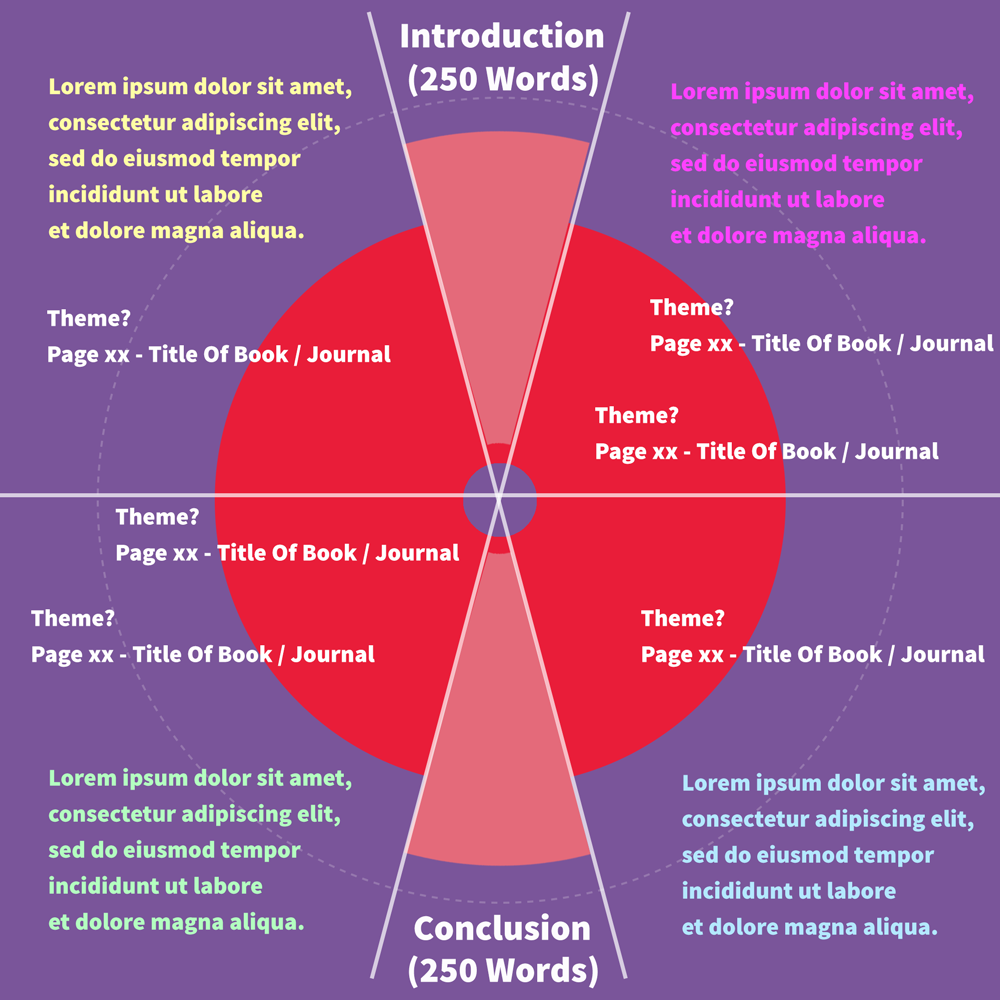 Introduction
(250 Words)
Lorem ipsum dolor sit amet,
consectetur adipiscing elit,
sed do eiusmod tempor
incididunt ut labore
et dolore magna aliqua.
Lorem ipsum dolor sit amet,
consectetur adipiscing elit,
sed do eiusmod tempor
incididunt ut labore
et dolore magna aliqua.
Theme?
Page xx - Title Of Book / Journal
Theme?
Page xx - Title Of Book / Journal
Theme?
Page xx - Title Of Book / Journal
Theme?
Page xx - Title Of Book / Journal
Theme?
Page xx - Title Of Book / Journal
Theme?
Page xx - Title Of Book / Journal
Lorem ipsum dolor sit amet,
consectetur adipiscing elit,
sed do eiusmod tempor
incididunt ut labore
et dolore magna aliqua.
Lorem ipsum dolor sit amet,
consectetur adipiscing elit,
sed do eiusmod tempor
incididunt ut labore
et dolore magna aliqua.
Conclusion
(250 Words)